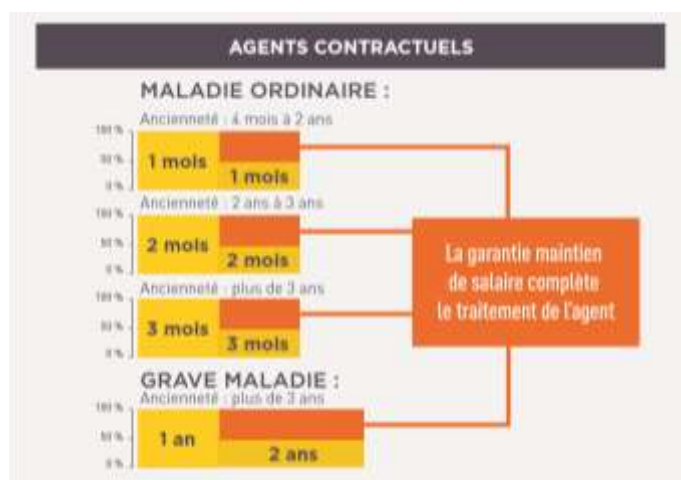 AGENTS CONTRACTUELS
MALADIE ORDINAIRE :
Ancienneté : 4 mois à 2 ans
100 %
50 %
0 %
1 mois
1 mois
Ancienneté : 2 ans à 3 ans
100 %
50 %
0 %
2 mois
2 mois
Ancienneté : plus de 3 ans
100 %
50 %
0 %
3 mois
3 mois
La garantie maintien
de salaire complète
le traitement de l'agent
GRAVE MALADIE :
Ancienneté : plus de 3 ans
100 %
50 %
0 %
1 an
2 ans